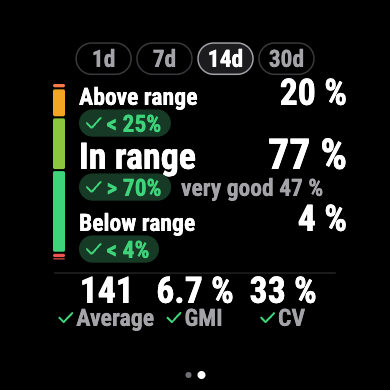 1d 7d 14d 30d
Above range 20 %
< 25%
In range 77 %
> 70% very good 47 %
Below range 4 %
< 4%
141 6.7 % 33 %
Average GMI CV